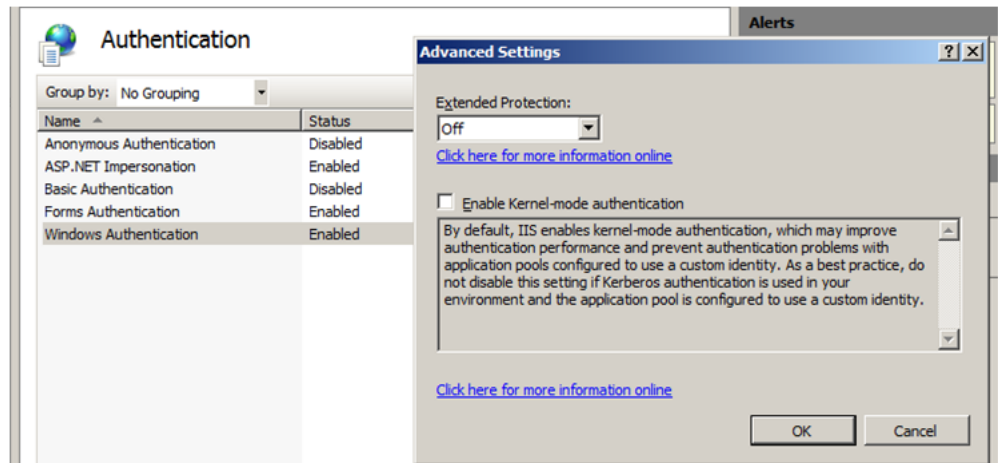 Authentication
Group by: No Grouping
Name Status
Anonymous Authentication Disabled
ASP.NET Impersonation Enabled
Basic Authentication Disabled
Forms Authentication Enabled
Windows Authentication Enabled
Alerts
Advanced Settings
Extended Protection:
Off
Click here for more information online
Enable Kernel-mode authentication
By default, IIS enables kernel-mode authentication, which may improve
authentication performance and prevent authentication problems with
application pools configured to use a custom identity. As a best practice, do
not disable this setting if Kerberos authentication is used in your
environment and the application pool is configured to use a custom identity.
Click here for more information online
OK Cancel